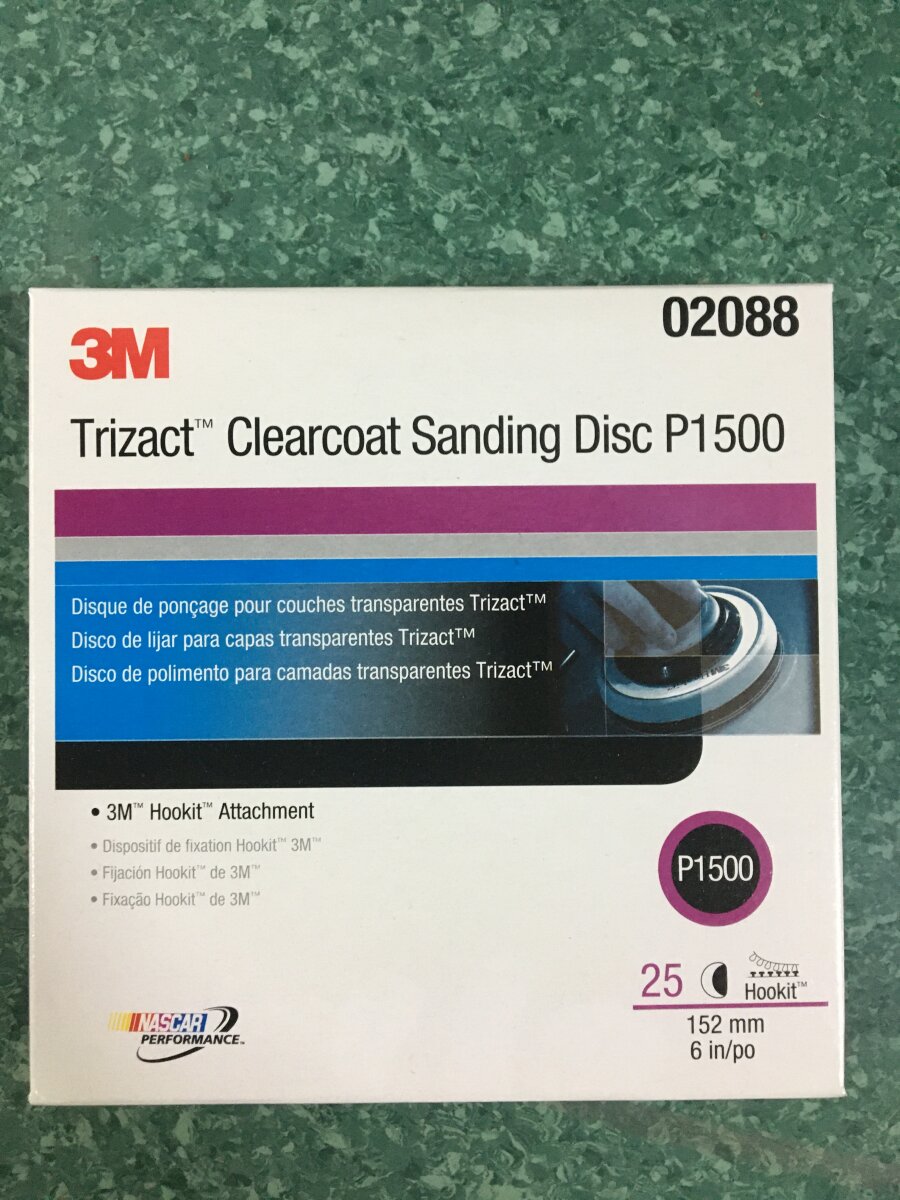 02088
3M
Trizact™ Clearcoat Sanding Disc P1500
Disque de ponçage pour couches transparentes Trizact™
Disco de lijar para capas transparentes Trizact™
Disco de polimento para camadas transparentes Trizact™
• 3M™ Hookit™ Attachment
• Dispositif de fixation Hookit™ 3M™
• Fijación Hookit™ de 3M™
• Fixação Hookit™ de 3M™
P1500
25
Hookit™
152 mm
6 in/po
NASCAR
PERFORMANCE™